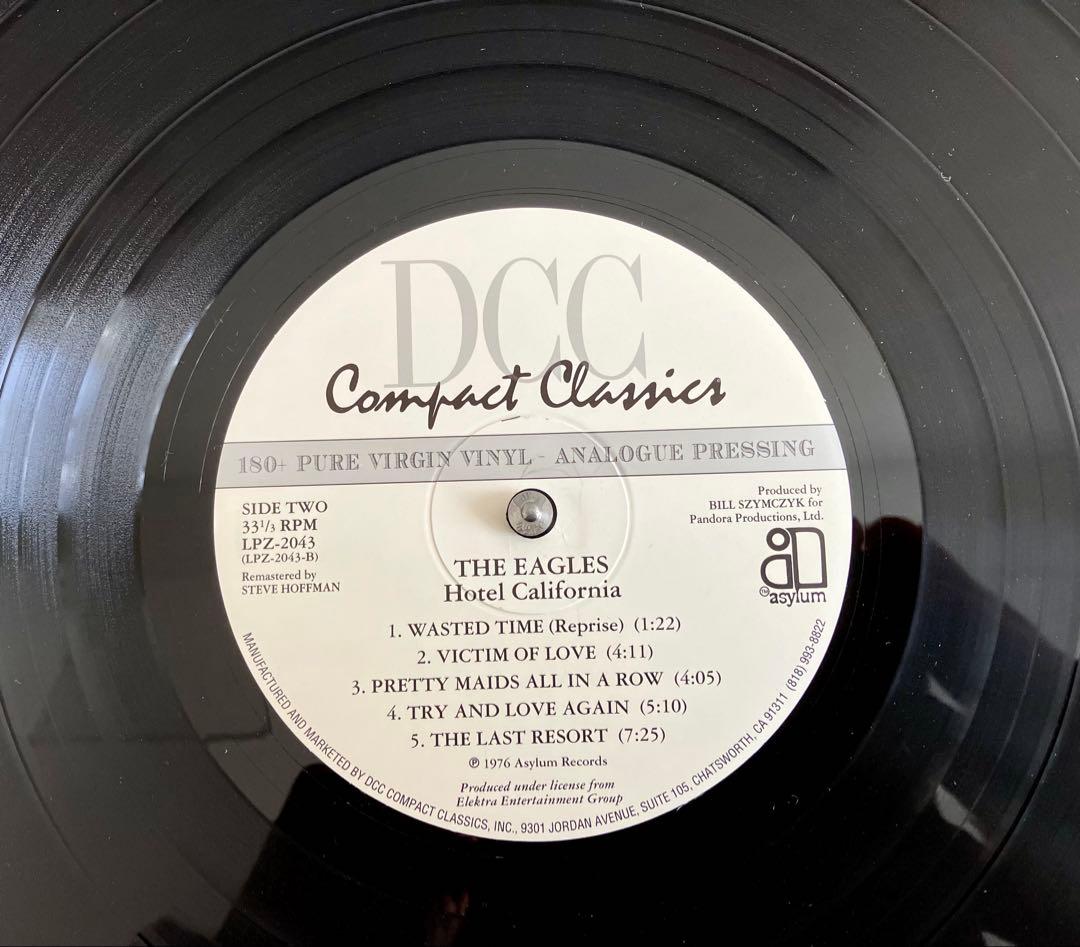 DCC
Compact Classics
180+ PURE VIRGIN VINYL - ANALOGUE PRESSING
SIDE TWO
33 1/3 RPM
LPZ-2043
(LPZ-2043-B)
Remastered by
STEVE HOFFMAN
Produced by
BILL SZYMCZYK for
Pandora Productions, Ltd.
TM asylum
THE EAGLES
Hotel California
1. WASTED TIME (Reprise) (1:22)
2. VICTIM OF LOVE (4:11)
3. PRETTY MAIDS ALL IN A ROW (4:05)
4. TRY AND LOVE AGAIN (5:10)
5. THE LAST RESORT (7:25)
℗ 1976 Asylum Records
Produced under license from
Elektra Entertainment Group
MANUFACTURED AND MARKETED BY DCC COMPACT CLASSICS, INC., 9301 JORDAN AVENUE, SUITE 105, CHATSWORTH, CA 91311 (818) 993-8822